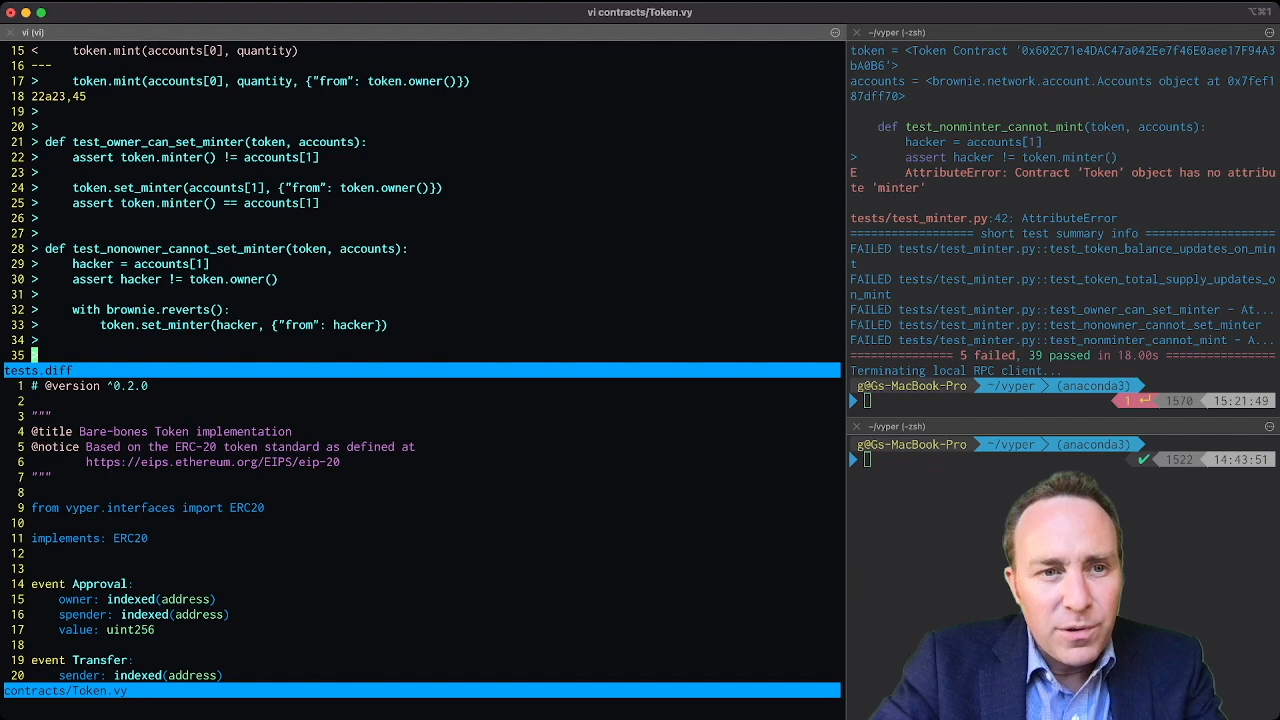 vi contracts/Token.vy
⌥⌘1
vi (vi)
15 <     token.mint(accounts[0], quantity)
16 ---
17 >     token.mint(accounts[0], quantity, {"from": token.owner()})
18 22a23,45
19 >
20 >
21 > def test_owner_can_set_minter(token, accounts):
22 >     assert token.minter() != accounts[1]
23 >
24 >     token.set_minter(accounts[1], {"from": token.owner()})
25 >     assert token.minter() == accounts[1]
26 >
27 >
28 > def test_nonowner_cannot_set_minter(token, accounts):
29 >     hacker = accounts[1]
30 >     assert hacker != token.owner()
31 >
32 >     with brownie.reverts():
33 >         token.set_minter(hacker, {"from": hacker})
34 >
35 >
tests.diff
1 # @version ^0.2.0
2
3 """
4 @title Bare-bones Token implementation
5 @notice Based on the ERC-20 token standard as defined at
6         https://eips.ethereum.org/EIPS/eip-20
7 """
8
9 from vyper.interfaces import ERC20
10
11 implements: ERC20
12
13
14 event Approval:
15     owner: indexed(address)
16     spender: indexed(address)
17     value: uint256
18
19 event Transfer:
20     sender: indexed(address)
contracts/Token.vy
~/vyper (-zsh)
token = <Token Contract '0x602C71e4DAC47a042Ee7f46E0aee17F94A3
bA0B6'>
accounts = <brownie.network.account.Accounts object at 0x7fef1
87dff70>
    def test_nonminter_cannot_mint(token, accounts):
        hacker = accounts[1]
>       assert hacker != token.minter()
E       AttributeError: Contract 'Token' object has no attribu
te 'minter'
tests/test_minter.py:42: AttributeError
================== short test summary info ===================
FAILED tests/test_minter.py::test_token_balance_updates_on_min
t
FAILED tests/test_minter.py::test_token_total_supply_updates_o
n_mint
FAILED tests/test_minter.py::test_owner_can_set_minter - At...
FAILED tests/test_minter.py::test_nonowner_cannot_set_minter
FAILED tests/test_minter.py::test_nonminter_cannot_mint - A...
============== 5 failed, 39 passed in 18.00s ================
Terminating local RPC client...
g@Gs-MacBook-Pro ~/vyper (anaconda3)
1 ↵ 1570 15:21:49
~/vyper (-zsh)
g@Gs-MacBook-Pro ~/vyper (anaconda3)
✔ 1522 14:43:51